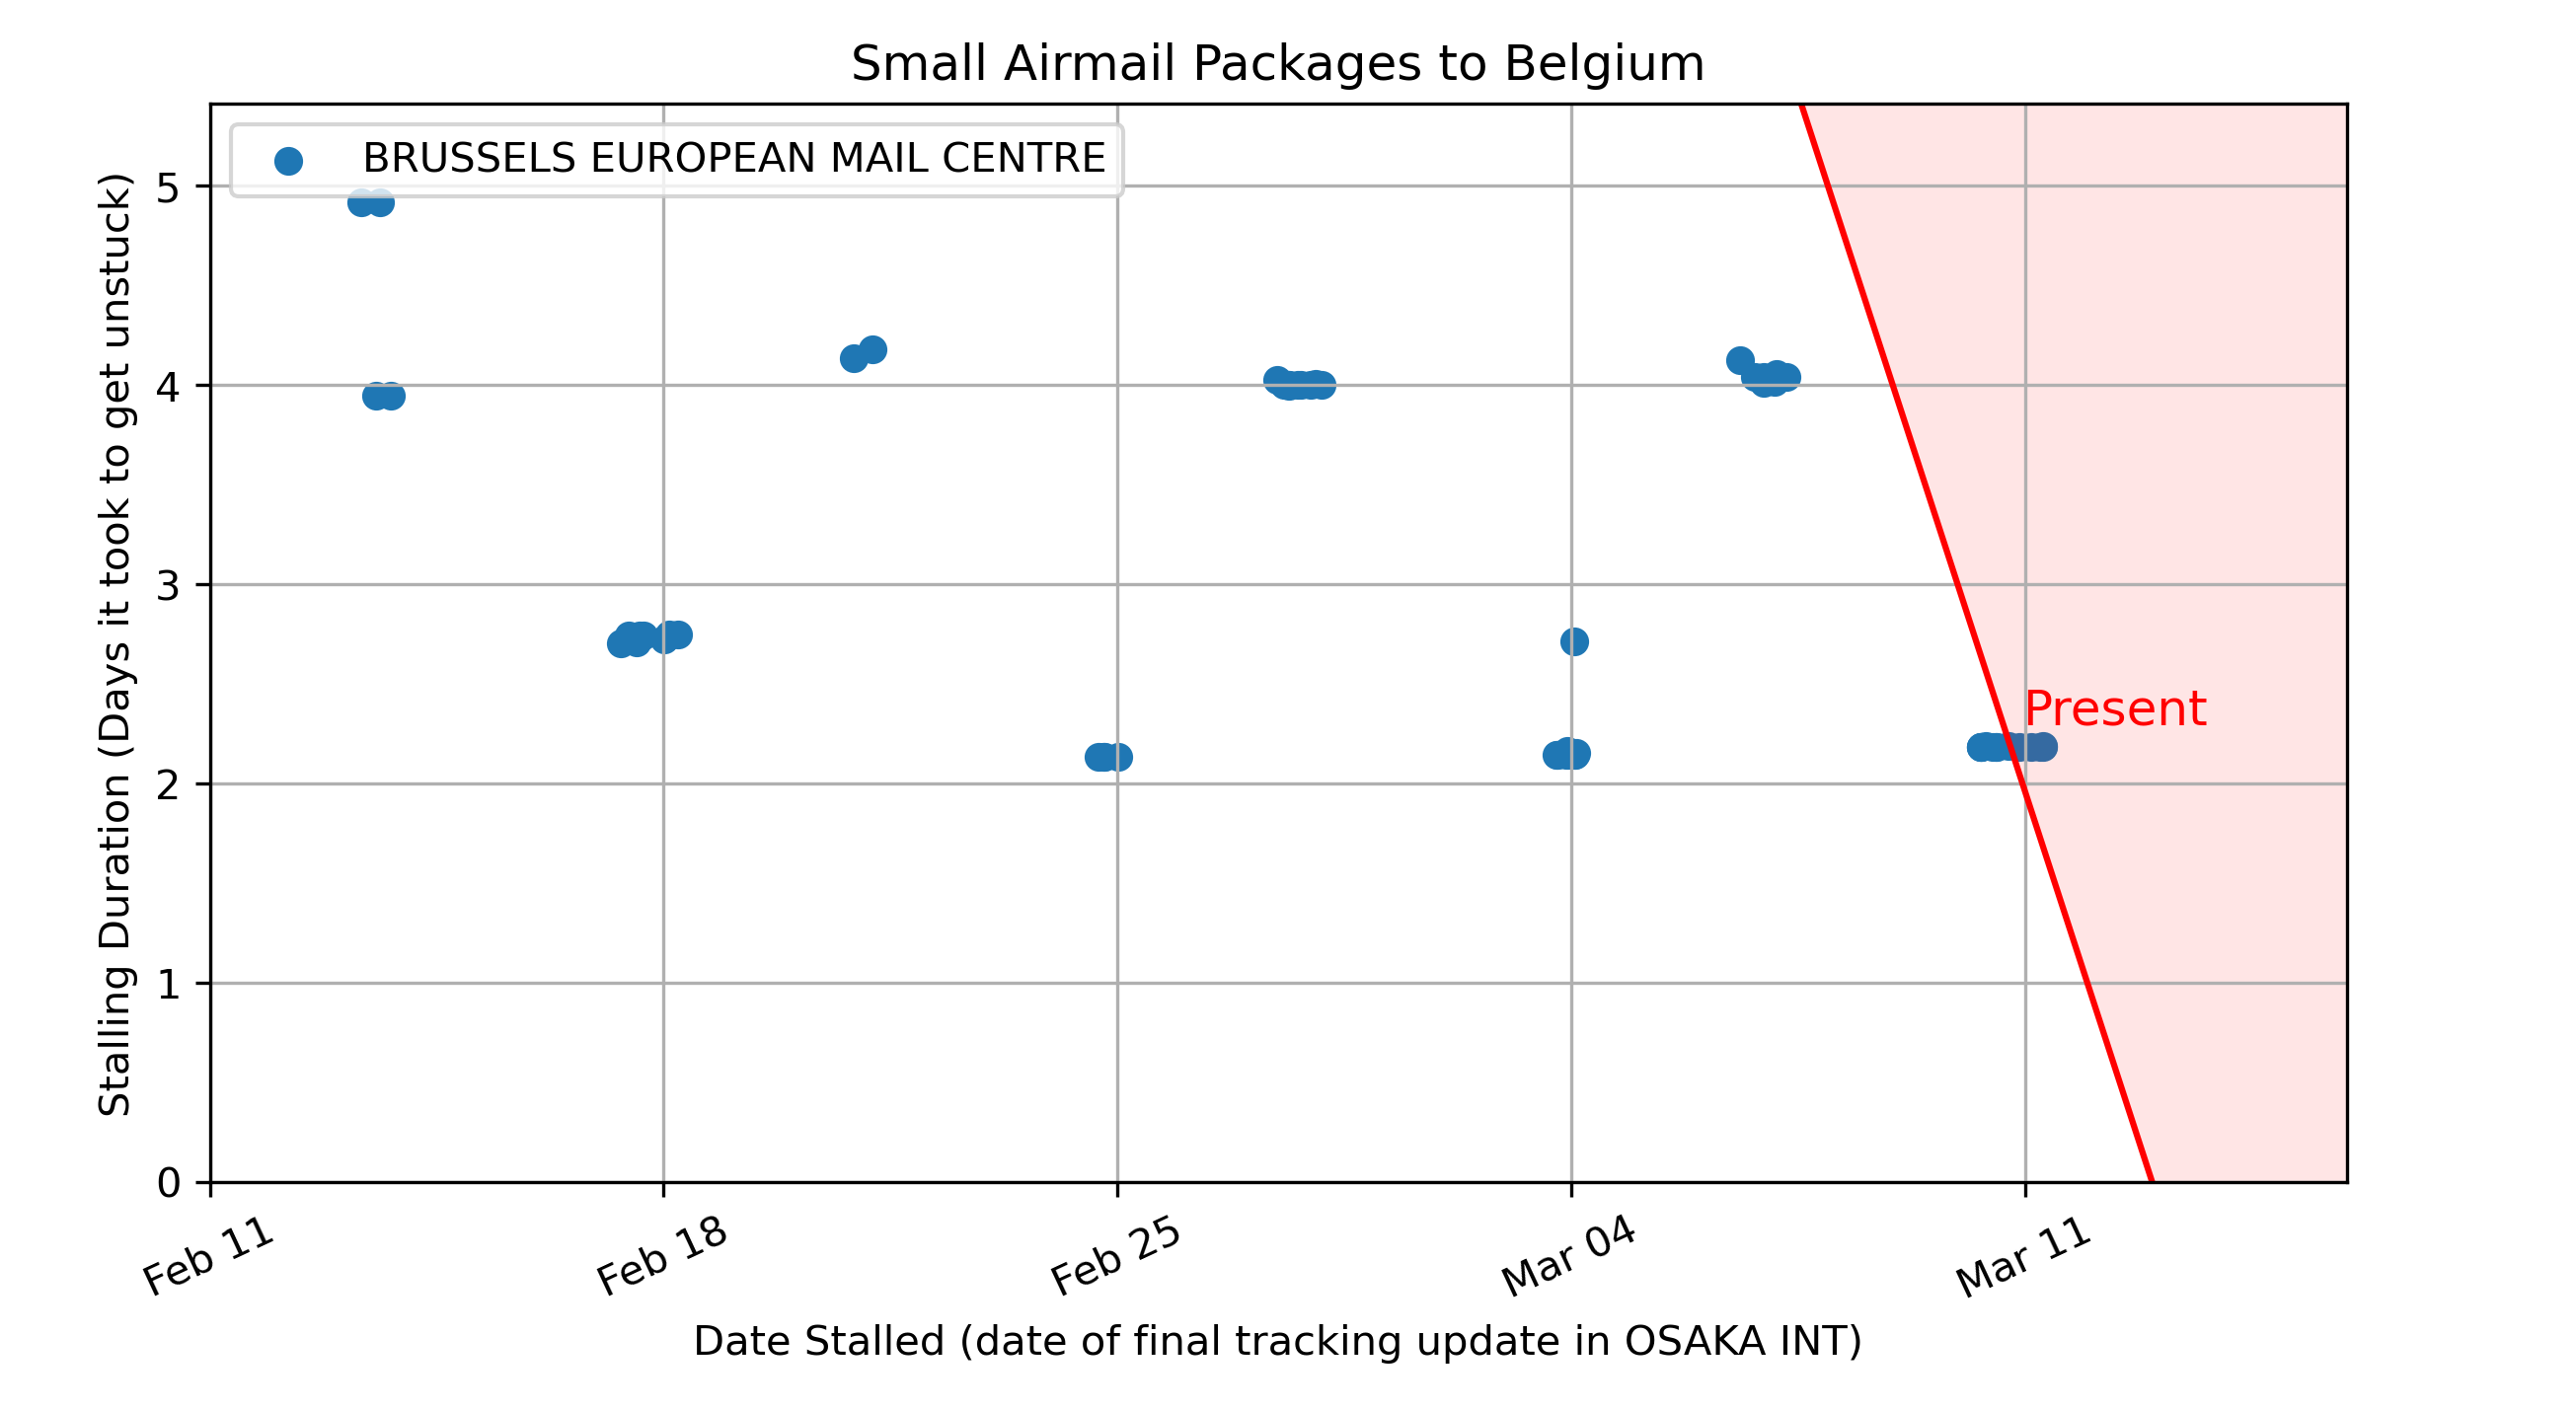 Small Airmail Packages to Belgium
BRUSSELS EUROPEAN MAIL CENTRE
Stalling Duration (Days it took to get unstuck)
5
4
3
2
1
0
Present
Feb 11
Feb 18
Feb 25
Mar 04
Mar 11
Date Stalled (date of final tracking update in OSAKA INT)